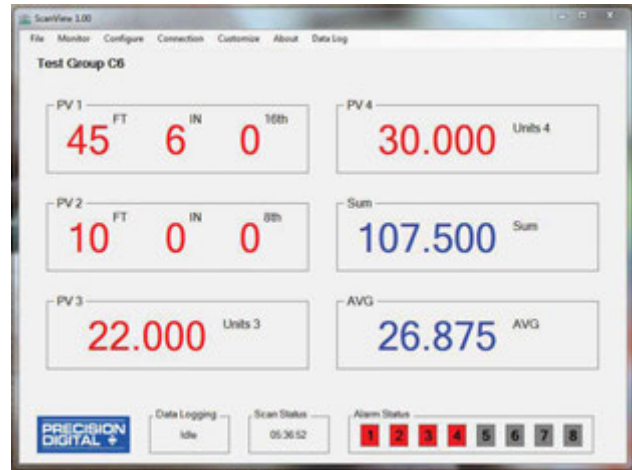 ScanView 1.00
File Monitor Configure Connection Customize About Data Log
Test Group C6
PV 1
45 FT 6 IN 0 16th
PV 4
30.000 Units 4
PV 2
10 FT 0 IN 0 8th
Sum
107.500 Sum
PV 3
22.000 Units 3
AVG
26.875 AVG
PRECISION
DIGITAL
Data Logging
Idle
Scan Status
05:36:52
Alarm Status
1 2 3 4 5 6 7 8